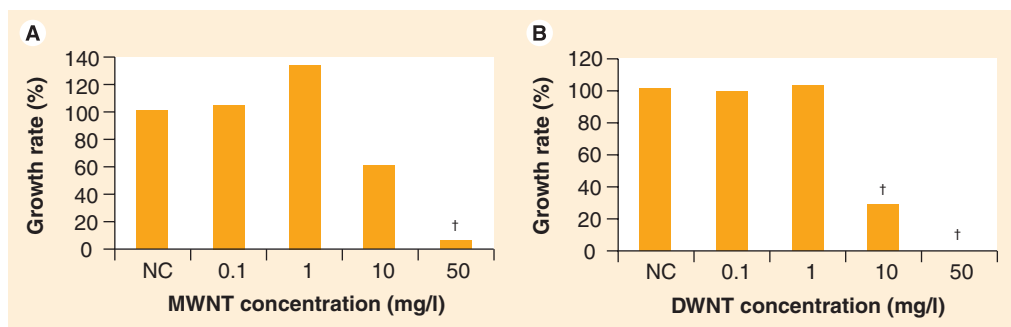 A
Growth rate (%)
140
120
100
80
60
40
20
0
†
NC 0.1 1 10 50
MWNT concentration (mg/l)
B
Growth rate (%)
120
100
80
60
40
20
0
†
†
NC 0.1 1 10 50
DWNT concentration (mg/l)